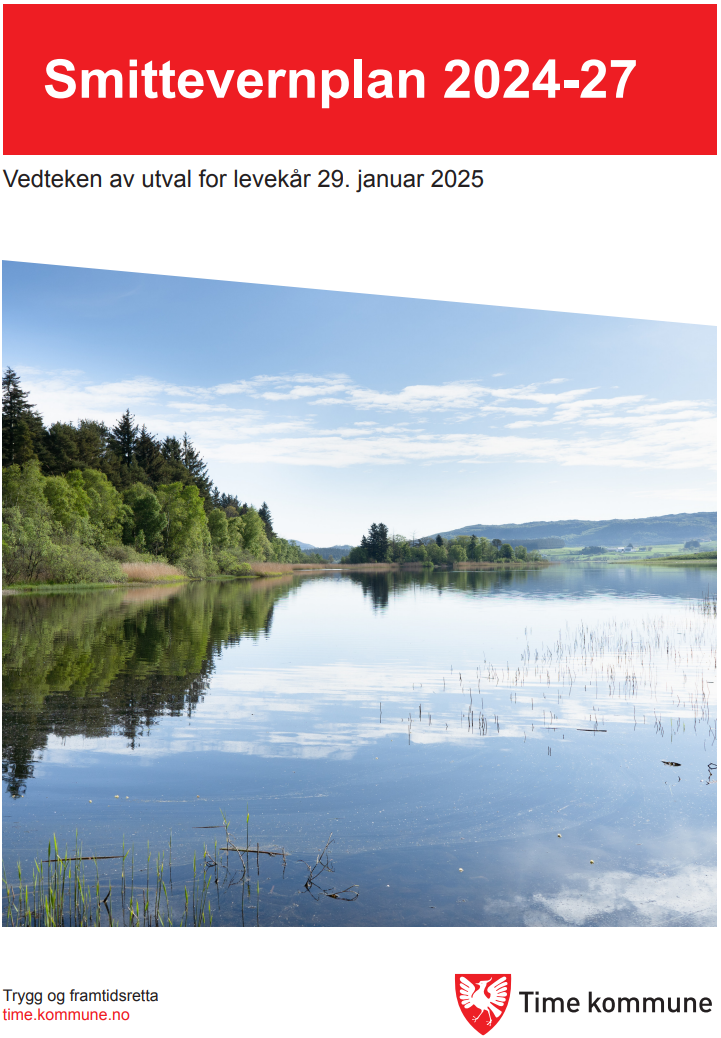 Smittevernplan 2024-27
Vedteken av utval for levekår 29. januar 2025
Trygg og framtidsretta
time.kommune.no
Time kommune